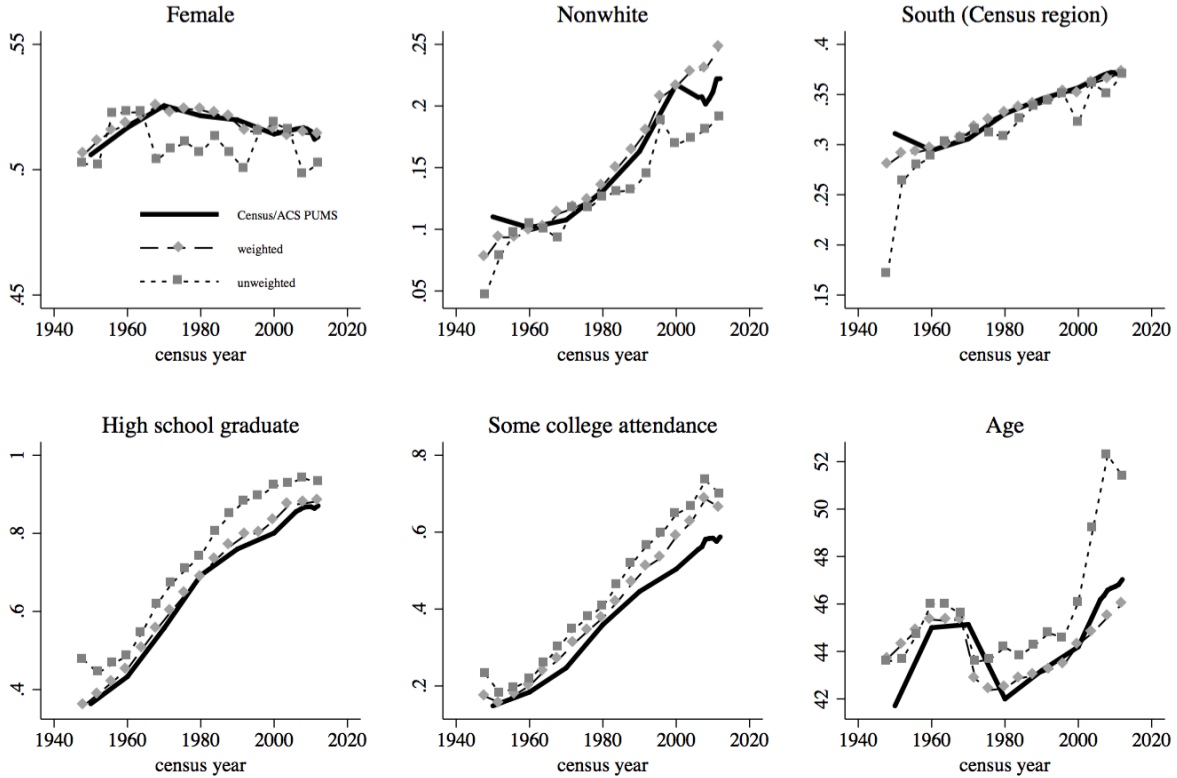 Female
.55
.5
.45
Census/ACS PUMS
weighted
unweighted
1940 1960 1980 2000 2020
census year
Nonwhite
.25
.2
.15
.1
.05
1940 1960 1980 2000 2020
census year
South (Census region)
.4
.35
.3
.25
.2
.15
1940 1960 1980 2000 2020
census year
High school graduate
1
.8
.6
.4
1940 1960 1980 2000 2020
census year
Some college attendance
.8
.6
.4
.2
1940 1960 1980 2000 2020
census year
Age
52
50
48
46
44
42
1940 1960 1980 2000 2020
census year